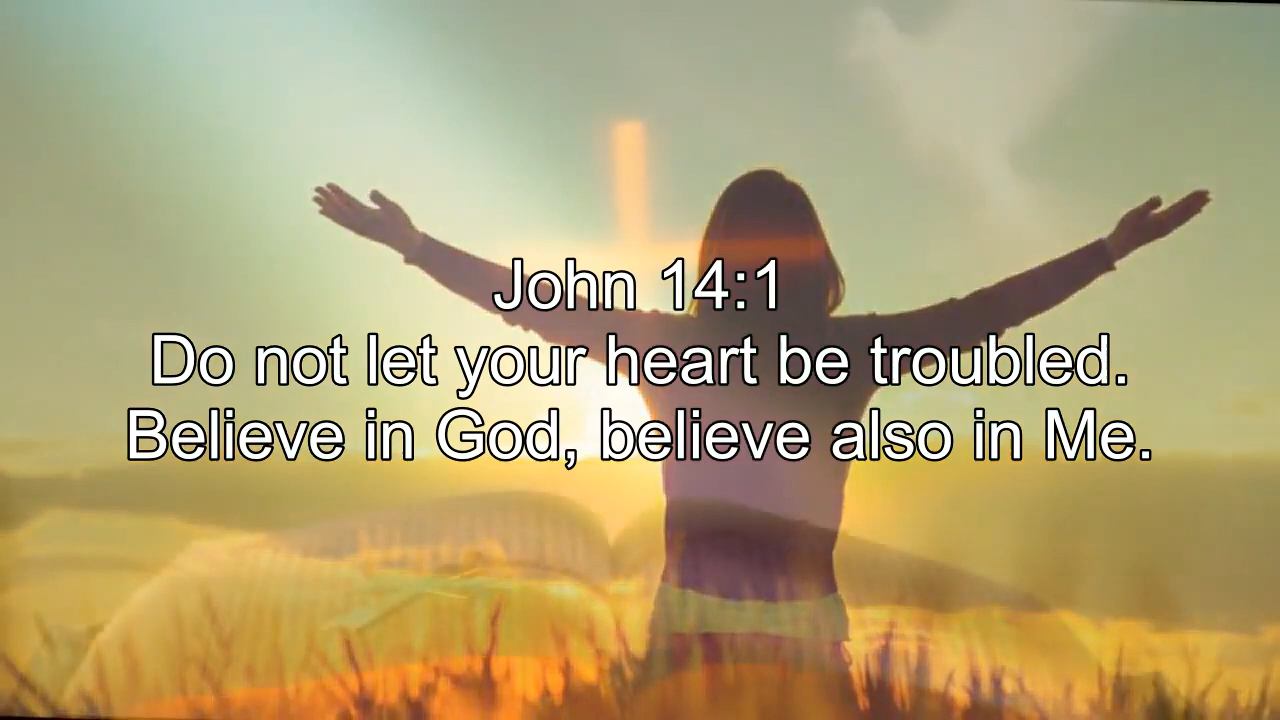 John 14:1
Do not let your heart be troubled.
Believe in God, believe also in Me.